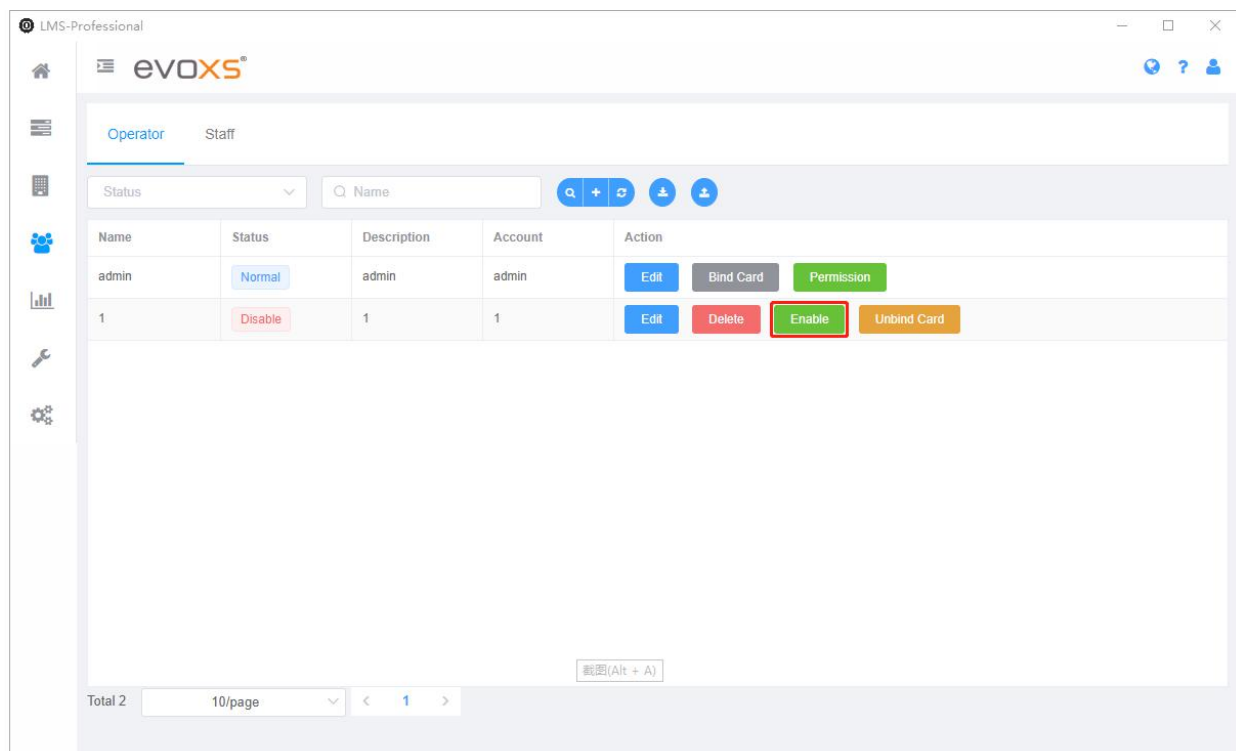 LMS-Professional
evoxs®
Operator Staff
Status Name
Name Status Description Account Action
admin Normal admin admin Edit Bind Card Permission
1 Disable 1 1 Edit Delete Enable Unbind Card
截图(Alt + A)
Total 2 10/page < 1 >